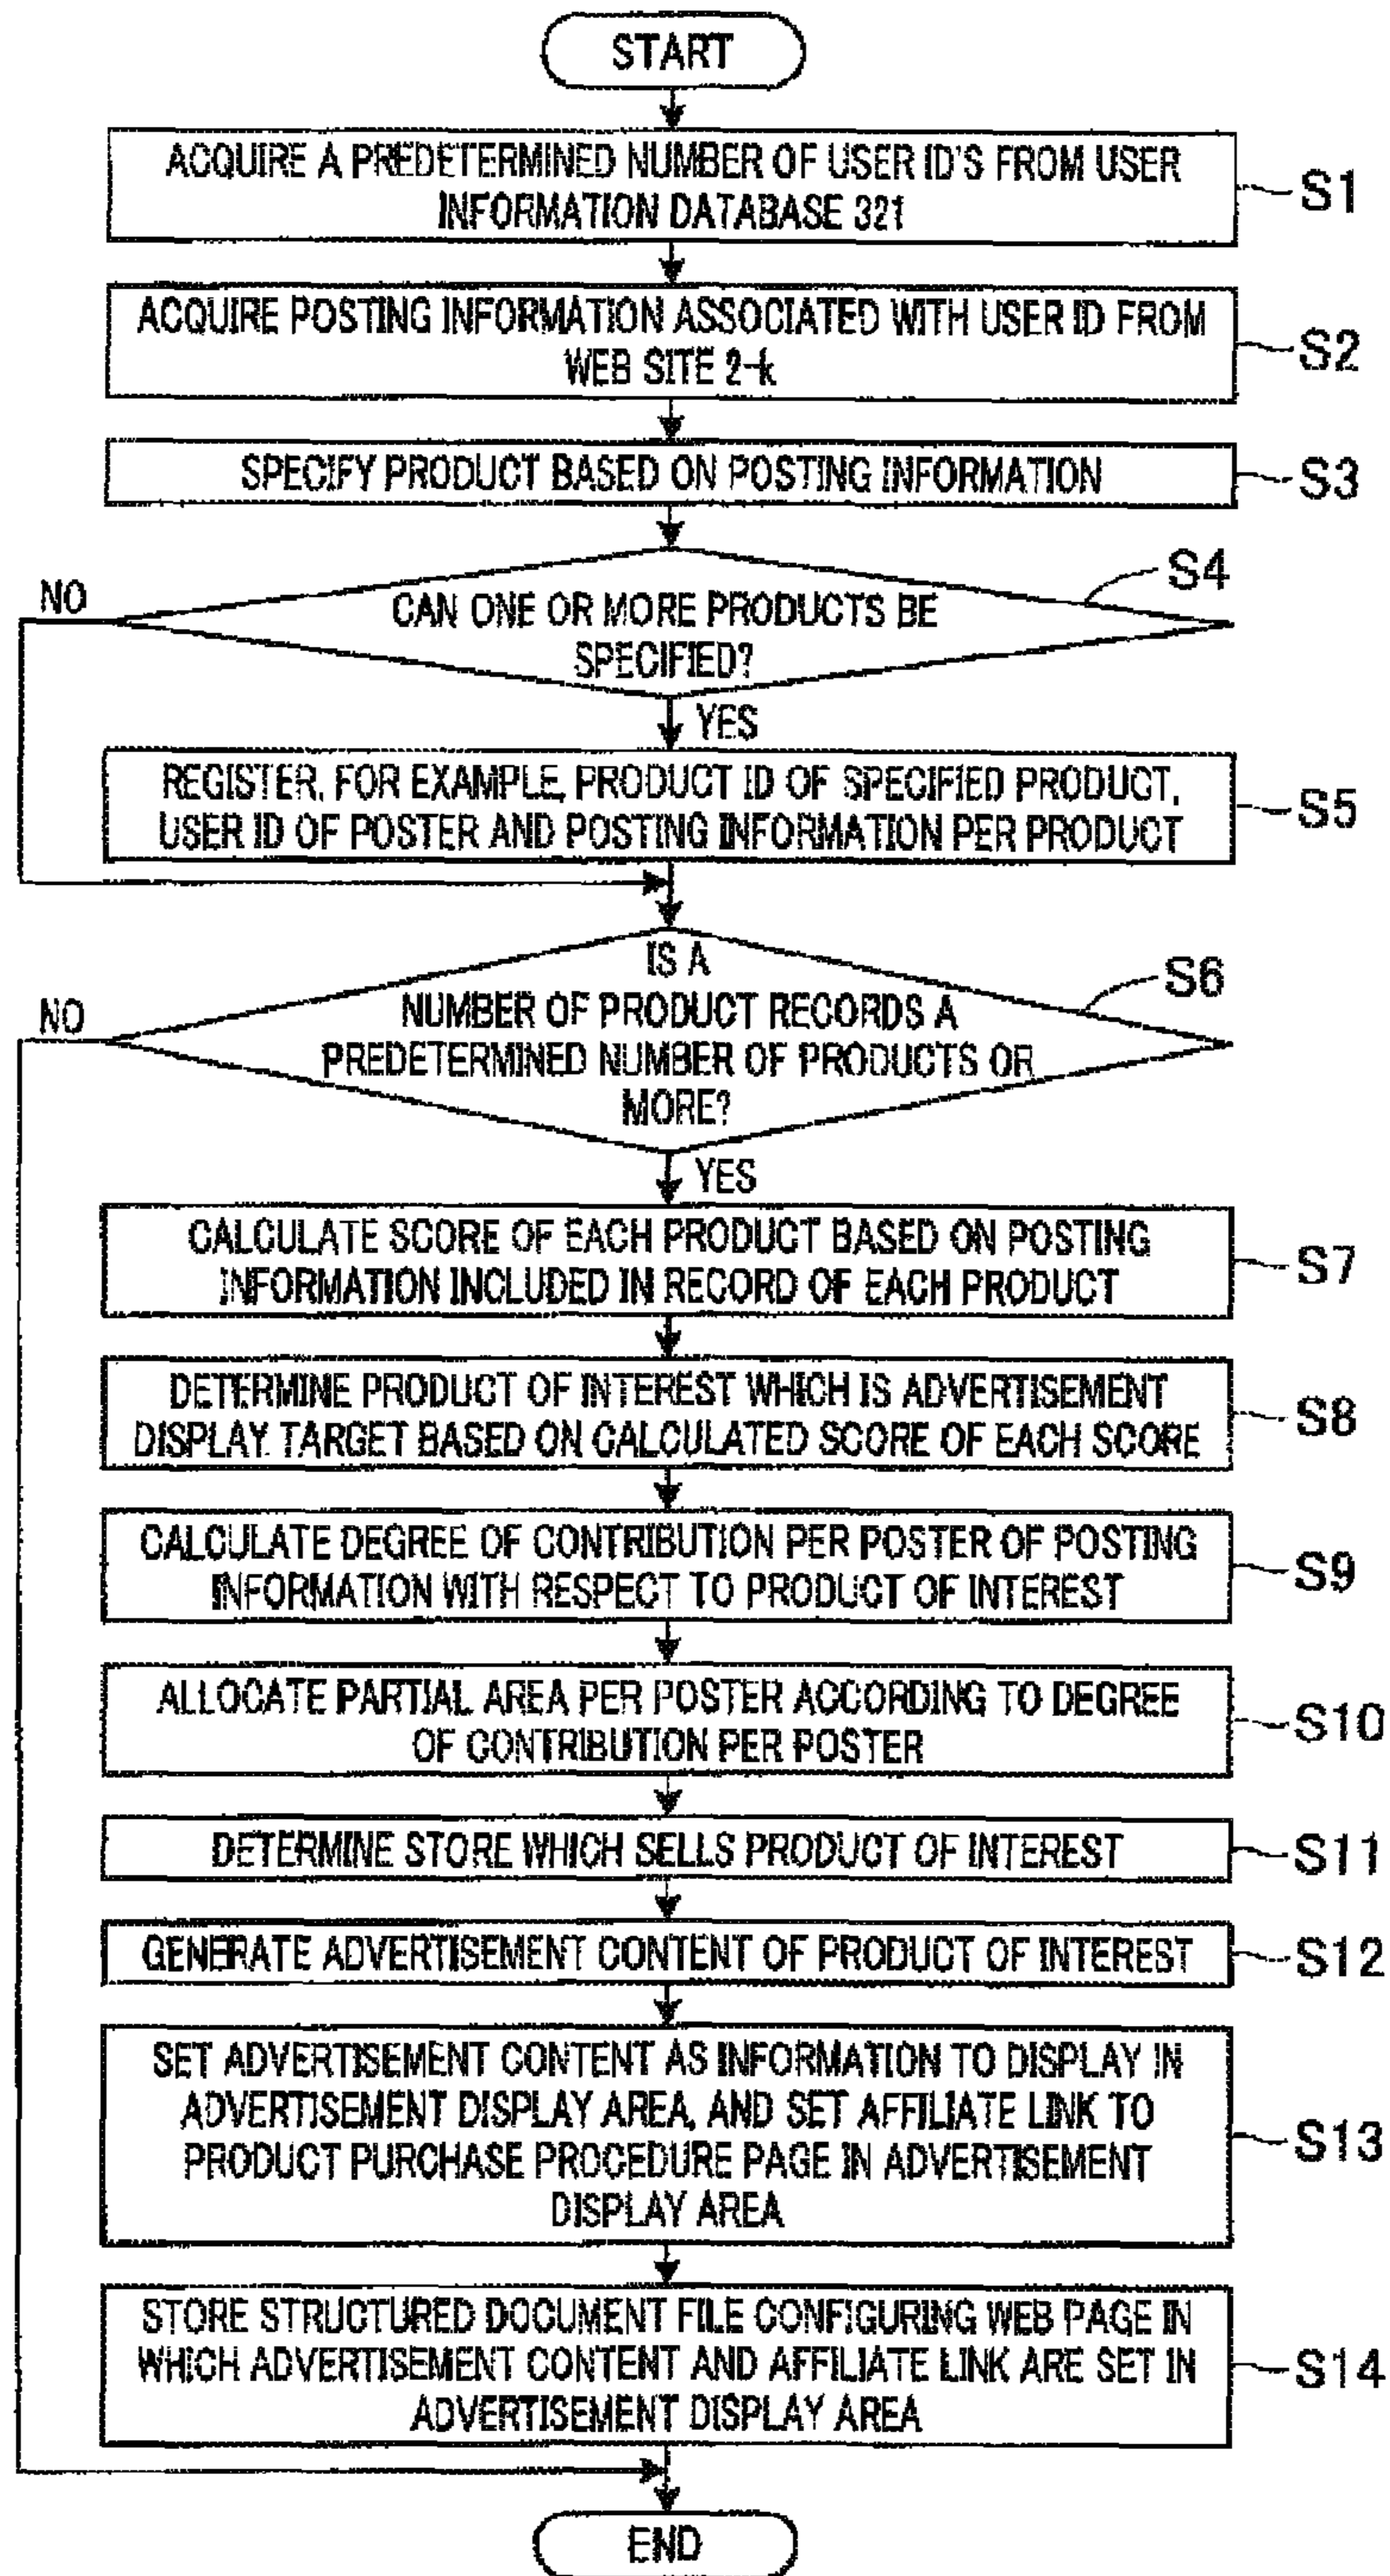 START
ACQUIRE A PREDETERMINED NUMBER OF USER ID'S FROM USER
INFORMATION DATABASE 321
S1
ACQUIRE POSTING INFORMATION ASSOCIATED WITH USER ID FROM
WEB SITE 2-k
S2
SPECIFY PRODUCT BASED ON POSTING INFORMATION
S3
S4
NO
CAN ONE OR MORE PRODUCTS BE
SPECIFIED?
YES
REGISTER, FOR EXAMPLE, PRODUCT ID OF SPECIFIED PRODUCT,
USER ID OF POSTER AND POSTING INFORMATION PER PRODUCT
S5
IS A
S6
NO
NUMBER OF PRODUCT RECORDS A
PREDETERMINED NUMBER OF PRODUCTS OR
MORE?
YES
CALCULATE SCORE OF EACH PRODUCT BASED ON POSTING
INFORMATION INCLUDED IN RECORD OF EACH PRODUCT
S7
DETERMINE PRODUCT OF INTEREST WHICH IS ADVERTISEMENT
DISPLAY TARGET BASED ON CALCULATED SCORE OF EACH SCORE
S8
CALCULATE DEGREE OF CONTRIBUTION PER POSTER OF POSTING
INFORMATION WITH RESPECT TO PRODUCT OF INTEREST
S9
ALLOCATE PARTIAL AREA PER POSTER ACCORDING TO DEGREE
OF CONTRIBUTION PER POSTER
S10
DETERMINE STORE WHICH SELLS PRODUCT OF INTEREST
S11
GENERATE ADVERTISEMENT CONTENT OF PRODUCT OF INTEREST
S12
SET ADVERTISEMENT CONTENT AS INFORMATION TO DISPLAY IN
ADVERTISEMENT DISPLAY AREA, AND SET AFFILIATE LINK TO
PRODUCT PURCHASE PROCEDURE PAGE IN ADVERTISEMENT
DISPLAY AREA
S13
STORE STRUCTURED DOCUMENT FILE CONFIGURING WEB PAGE IN
WHICH ADVERTISEMENT CONTENT AND AFFILIATE LINK ARE SET IN
ADVERTISEMENT DISPLAY AREA
S14
END